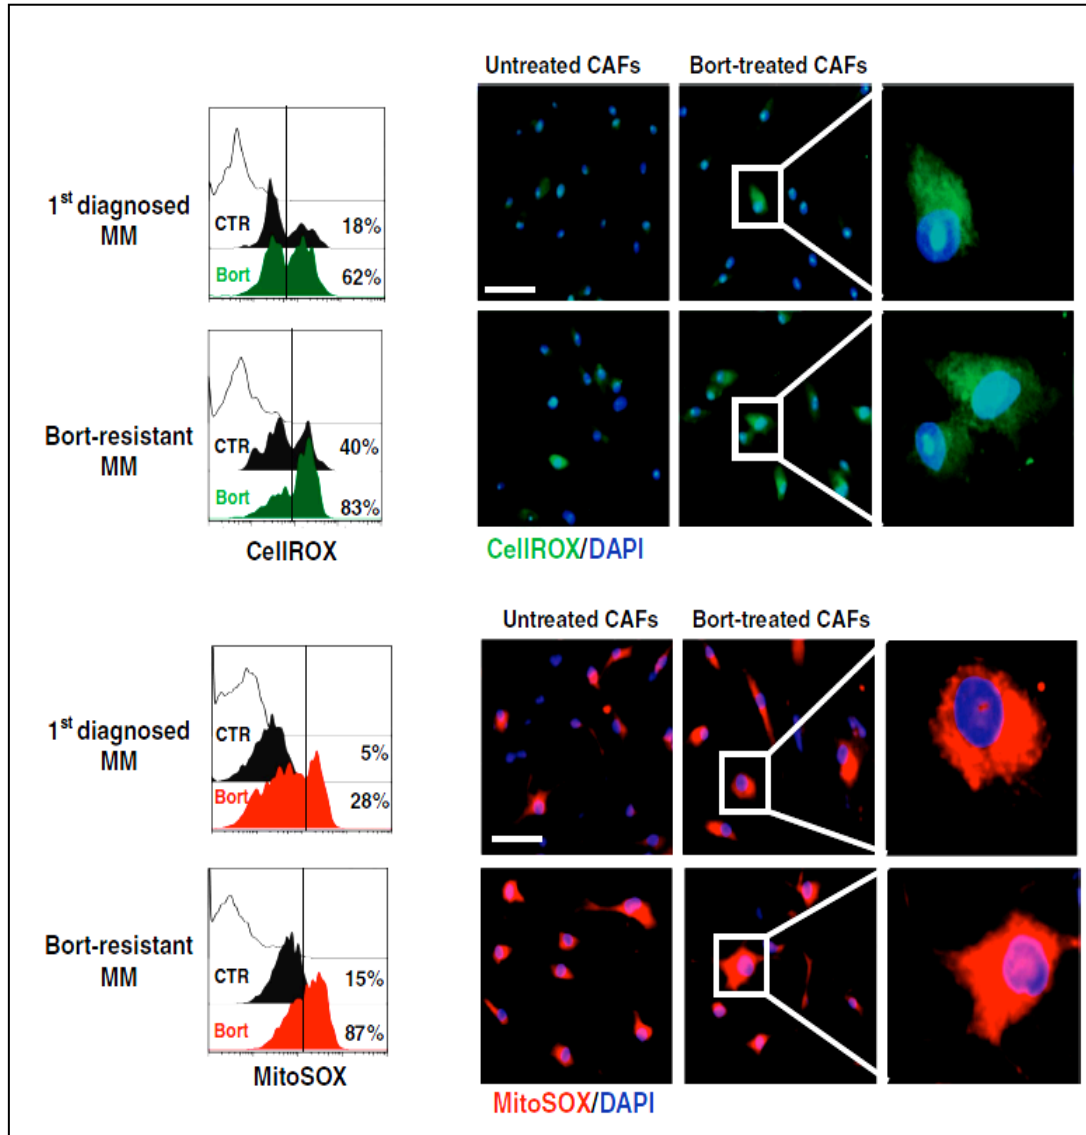 Untreated CAFs Bort-treated CAFs
1st diagnosed
MM
CTR 18%
Bort 62%
Bort-resistant
MM
CTR 40%
Bort 83%
CellROX
CellROX/DAPI
Untreated CAFs Bort-treated CAFs
1st diagnosed
MM
CTR
5%
Bort 28%
Bort-resistant
MM
CTR 15%
Bort 87%
MitoSOX
MitoSOX/DAPI